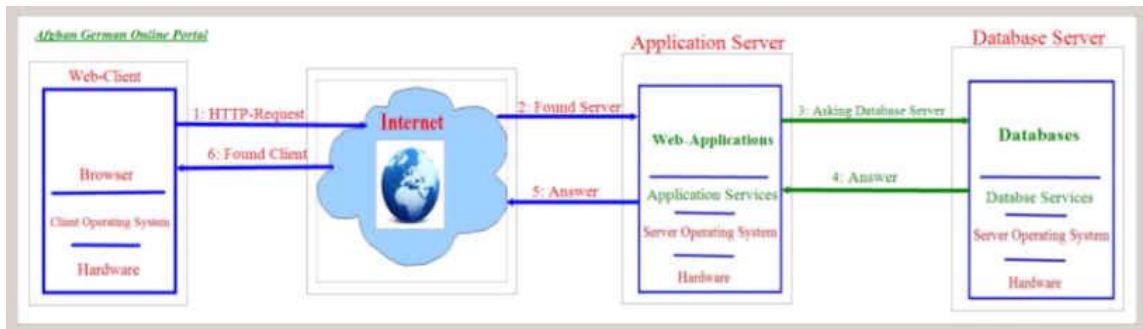 Afghan German Online Portal
Web-Client
Browser
Client Operating System
Hardware
1: HTTP-Request
6: Found Client
Internet
2: Found Server
5: Answer
Application Server
Web-Applications
Application Services
Server Operating System
Hardware
3: Asking Database Server
4: Answer
Database Server
Databases
Databse Services
Server Operating System
Hardware